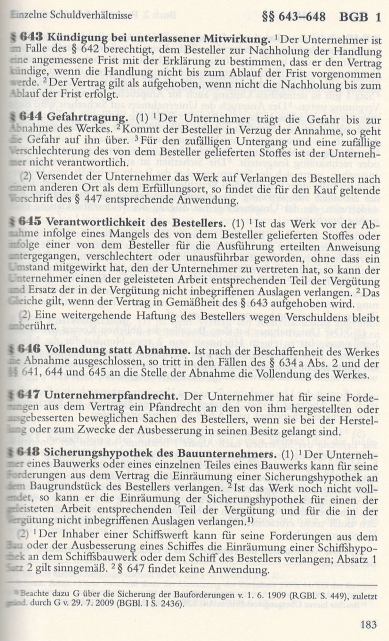 Einzelne Schuldverhältnisse §§ 643–648 BGB 1
§ 643 Kündigung bei unterlassener Mitwirkung. ¹Der Unternehmer ist
im Falle des § 642 berechtigt, dem Besteller zur Nachholung der Handlung
eine angemessene Frist mit der Erklärung zu bestimmen, dass er den Vertrag
kündige, wenn die Handlung nicht bis zum Ablauf der Frist vorgenommen
werde. ²Der Vertrag gilt als aufgehoben, wenn nicht die Nachholung bis zum
Ablauf der Frist erfolgt.
§ 644 Gefahrtragung. (1) ¹Der Unternehmer trägt die Gefahr bis zur
Abnahme des Werkes. ²Kommt der Besteller in Verzug der Annahme, so geht
die Gefahr auf ihn über. ³Für den zufälligen Untergang und eine zufällige
Verschlechterung des von dem Besteller gelieferten Stoffes ist der Unterneh-
mer nicht verantwortlich.
(2) Versendet der Unternehmer das Werk auf Verlangen des Bestellers nach
einem anderen Ort als dem Erfüllungsort, so findet die für den Kauf geltende
Vorschrift des § 447 entsprechende Anwendung.
§ 645 Verantwortlichkeit des Bestellers. (1) ¹Ist das Werk vor der Ab-
nahme infolge eines Mangels des von dem Besteller gelieferten Stoffes oder
infolge einer von dem Besteller für die Ausführung erteilten Anweisung
untergegangen, verschlechtert oder unausführbar geworden, ohne dass ein
Umstand mitgewirkt hat, den der Unternehmer zu vertreten hat, so kann der
Unternehmer einen der geleisteten Arbeit entsprechenden Teil der Vergütung
und Ersatz der in der Vergütung nicht inbegriffenen Auslagen verlangen. ²Das
Gleiche gilt, wenn der Vertrag in Gemäßheit des § 643 aufgehoben wird.
(2) Eine weitergehende Haftung des Bestellers wegen Verschuldens bleibt
unberührt.
§ 646 Vollendung statt Abnahme. Ist nach der Beschaffenheit des Werkes
die Abnahme ausgeschlossen, so tritt in den Fällen des § 634a Abs. 2 und der
§§ 641, 644 und 645 an die Stelle der Abnahme die Vollendung des Werkes.
§ 647 Unternehmerpfandrecht. Der Unternehmer hat für seine Forde-
rungen aus dem Vertrag ein Pfandrecht an den von ihm hergestellten oder
ausgebesserten beweglichen Sachen des Bestellers, wenn sie bei der Herstel-
lung oder zum Zwecke der Ausbesserung in seinen Besitz gelangt sind.
§ 648 Sicherungshypothek des Bauunternehmers. (1) ¹Der Unterneh-
mer eines Bauwerks oder eines einzelnen Teiles eines Bauwerks kann für seine
Forderungen aus dem Vertrag die Einräumung einer Sicherungshypothek an
dem Baugrundstück des Bestellers verlangen. ²Ist das Werk noch nicht voll-
endet, so kann er die Einräumung der Sicherungshypothek für einen der
geleisteten Arbeit entsprechenden Teil der Vergütung und für die in der
Vergütung nicht inbegriffenen Auslagen verlangen.¹⁾
(2) ¹Der Inhaber einer Schiffswerft kann für seine Forderungen aus dem
Bau oder der Ausbesserung eines Schiffes die Einräumung einer Schiffshypo-
thek an dem Schiffsbauwerk oder dem Schiff des Bestellers verlangen; Absatz 1
Satz 2 gilt sinngemäß. ²§ 647 findet keine Anwendung.
¹⁾ Beachte dazu G über die Sicherung der Bauforderungen v. 1. 6. 1909 (RGBl. S. 449), zuletzt
geänd. durch G v. 29. 7. 2009 (BGBl. I S. 2436).
183